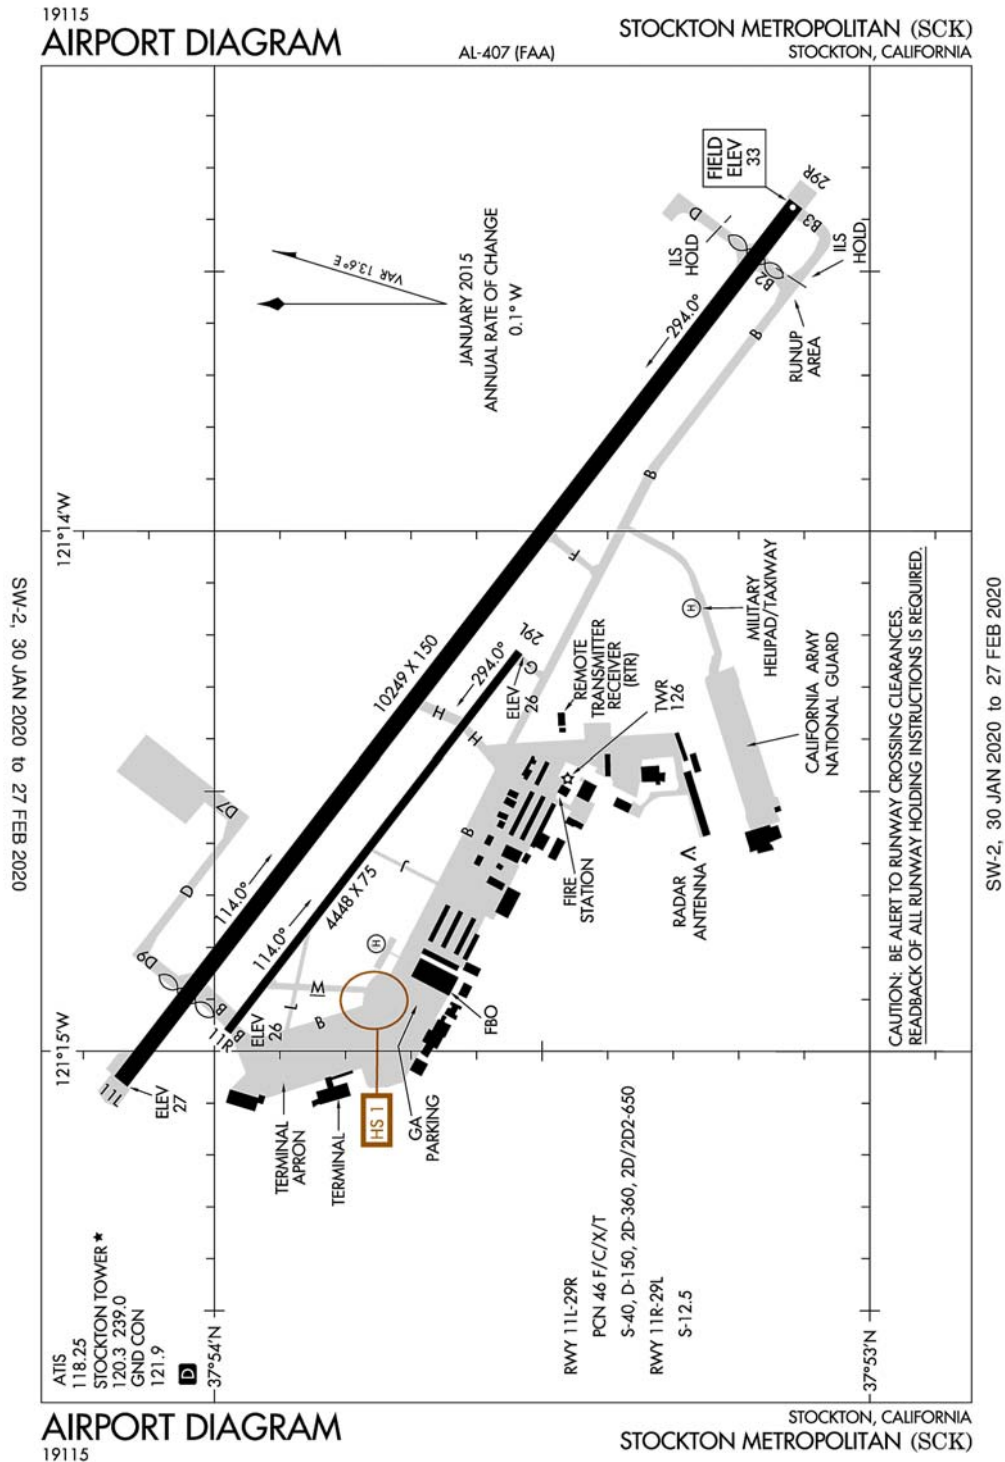 19115
AIRPORT DIAGRAM
AL-407 (FAA)
STOCKTON METROPOLITAN (SCK)
STOCKTON, CALIFORNIA
SW-2, 30 JAN 2020 to 27 FEB 2020
SW-2, 30 JAN 2020 to 27 FEB 2020
ATIS
118.25
STOCKTON TOWER ★
120.3 239.0
GND CON
121.9
D
37°54'N
37°53'N
121°15'W
121°14'W
VAR 13.6° E
JANUARY 2015
ANNUAL RATE OF CHANGE
0.1° W
FIELD
ELEV
33
29R
B3
D
ILS
HOLD
ILS
HOLD
B2
B
RUNUP
AREA
294.0°
B
F
10249 X 150
29L
294.0°
G
ELEV
26
H
H
H
MILITARY
HELIPAD/TAXIWAY
CALIFORNIA ARMY
NATIONAL GUARD
REMOTE
TRANSMITTER
RECEIVER
(RTR)
TWR
126
FIRE
STATION
RADAR
ANTENNA
B
J
D7
D
D9
114.0°
4448 X 75
114.0°
H
M
L
B
B
B
11R
ELEV
26
11L
ELEV
27
FBO
GA
PARKING
HS 1
TERMINAL
APRON
TERMINAL
RWY 11L-29R
PCN 46 F/C/X/T
S-40, D-150, 2D-360, 2D/2D2-650
RWY 11R-29L
S-12.5
CAUTION: BE ALERT TO RUNWAY CROSSING CLEARANCES.
READBACK OF ALL RUNWAY HOLDING INSTRUCTIONS IS REQUIRED.
AIRPORT DIAGRAM
19115
STOCKTON, CALIFORNIA
STOCKTON METROPOLITAN (SCK)